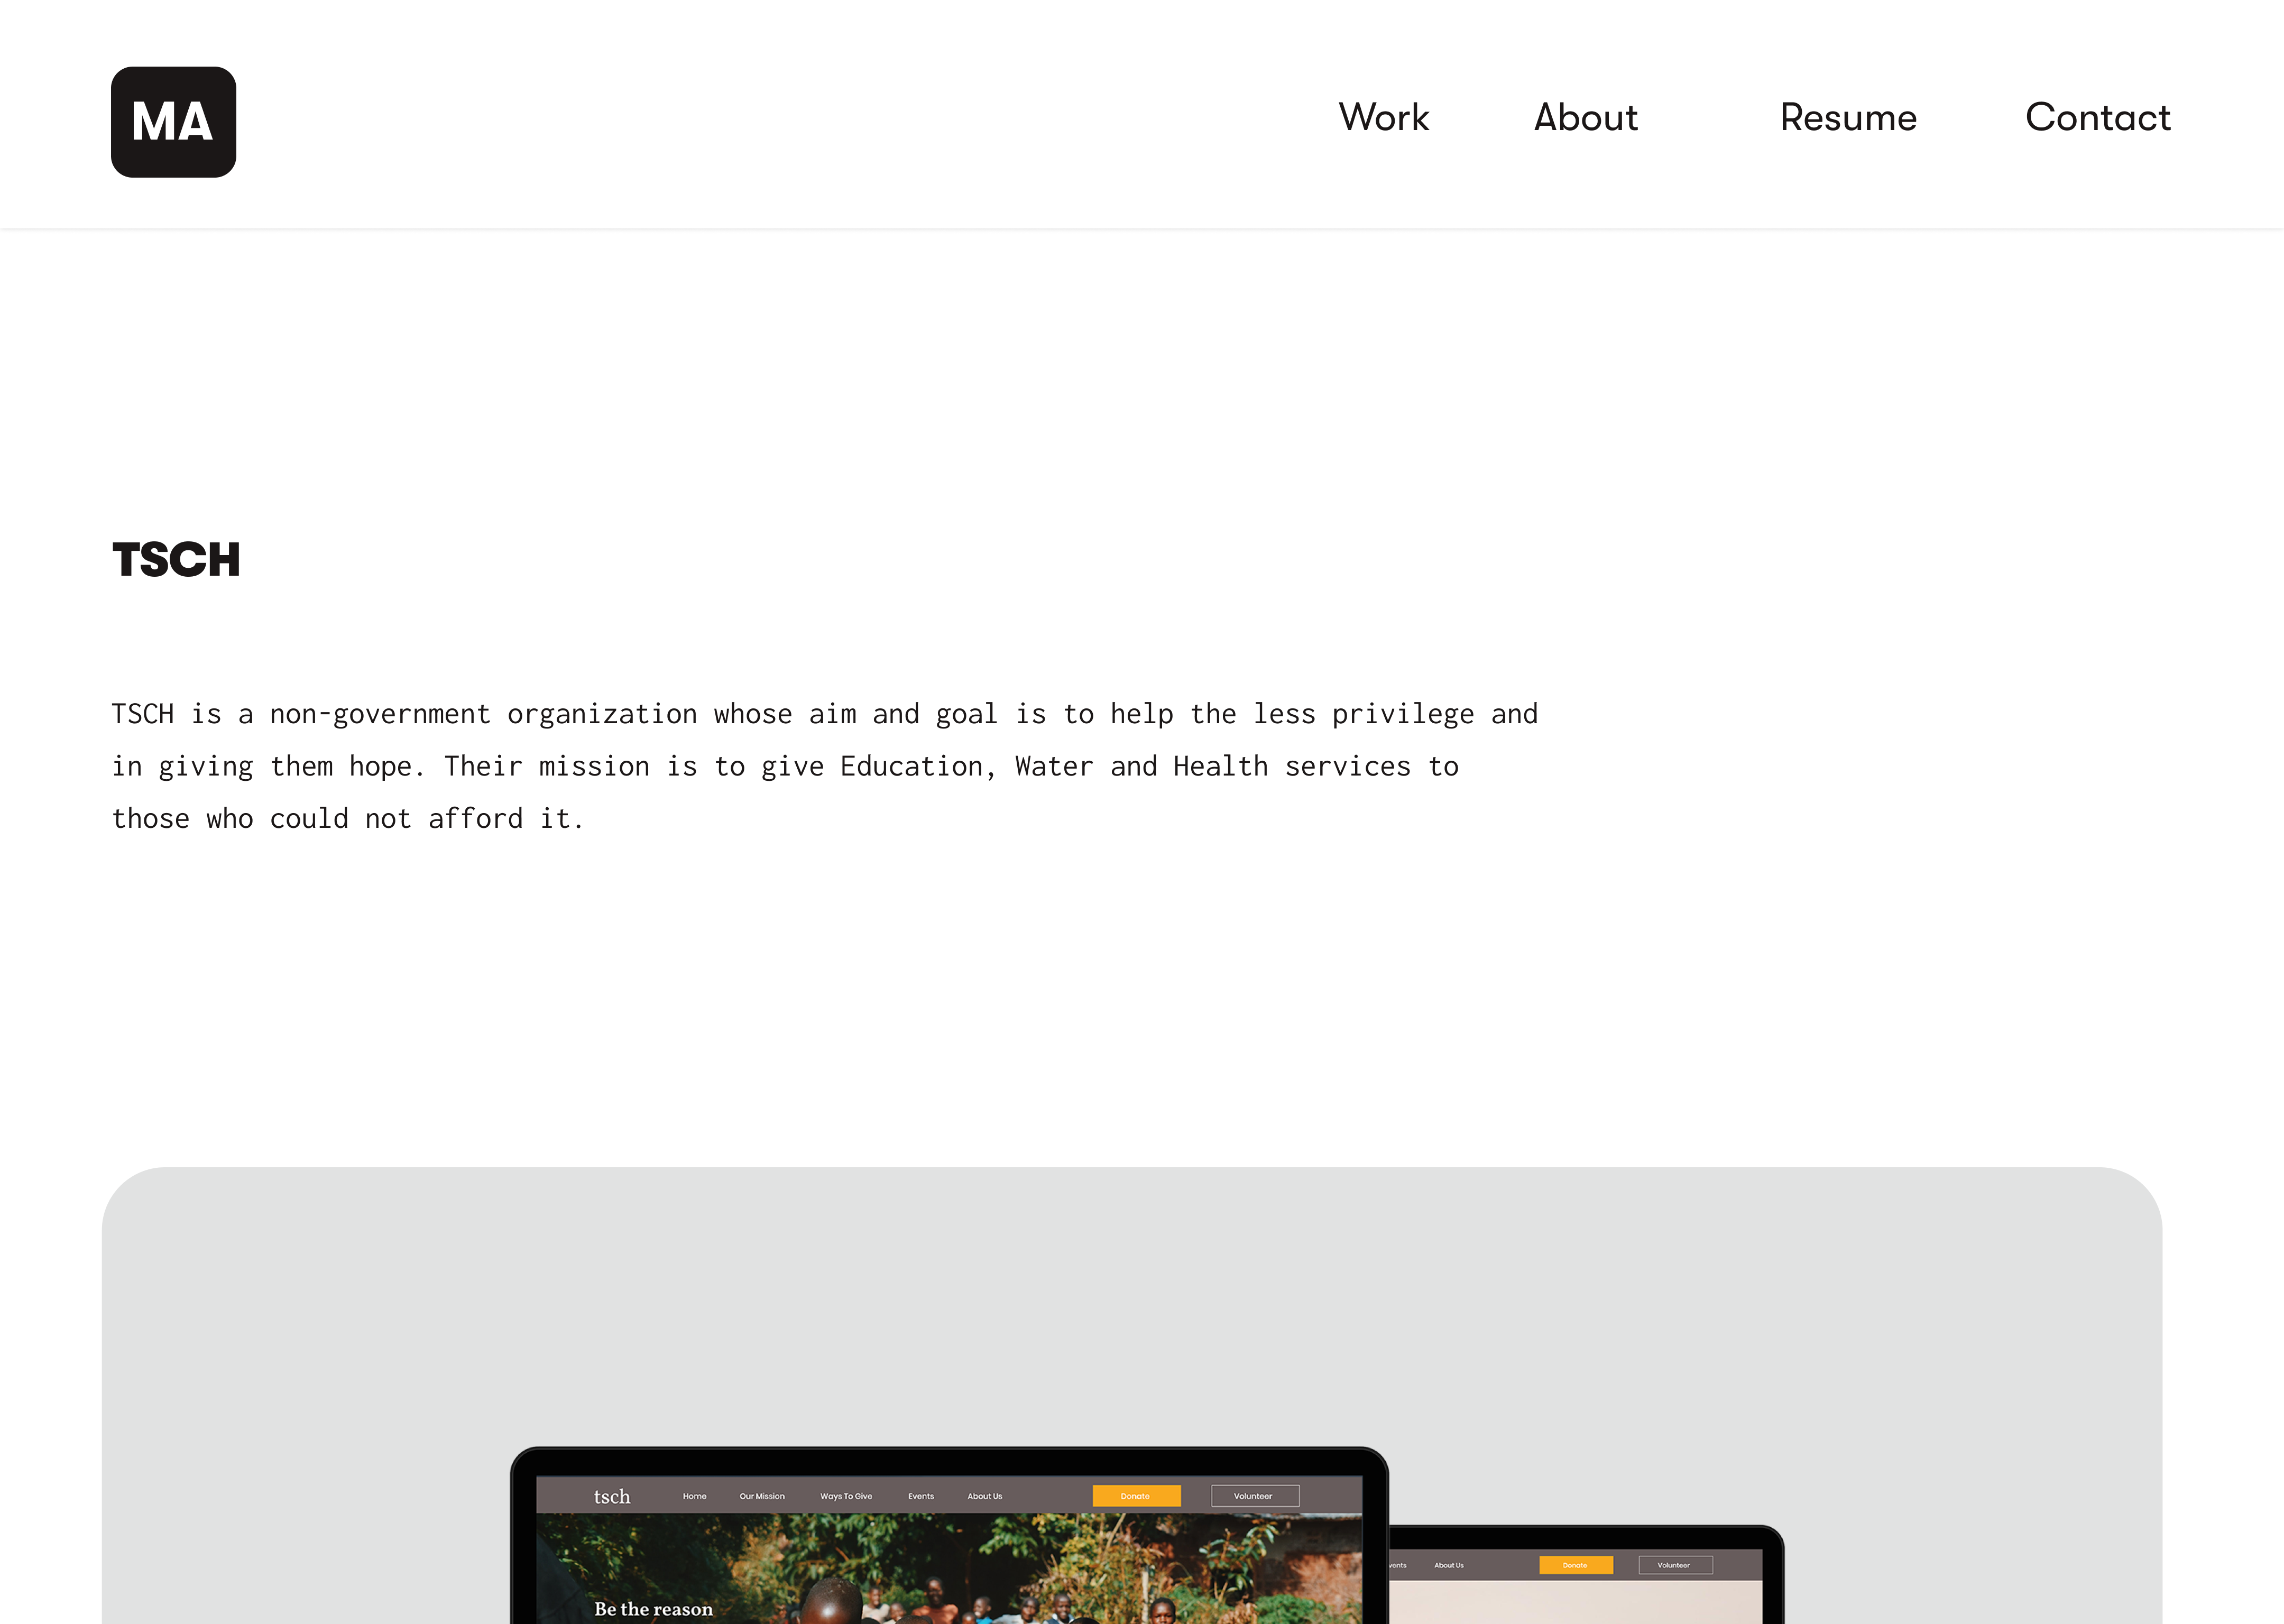 MA
Work About Resume Contact
TSCH
TSCH is a non-government organization whose aim and goal is to help the less privilege and
in giving them hope. Their mission is to give Education, Water and Health services to
those who could not afford it.
tsch Home Our Mission Ways To Give Events About Us Donate Volunteer
About Us Donate Volunteer
Be the reason